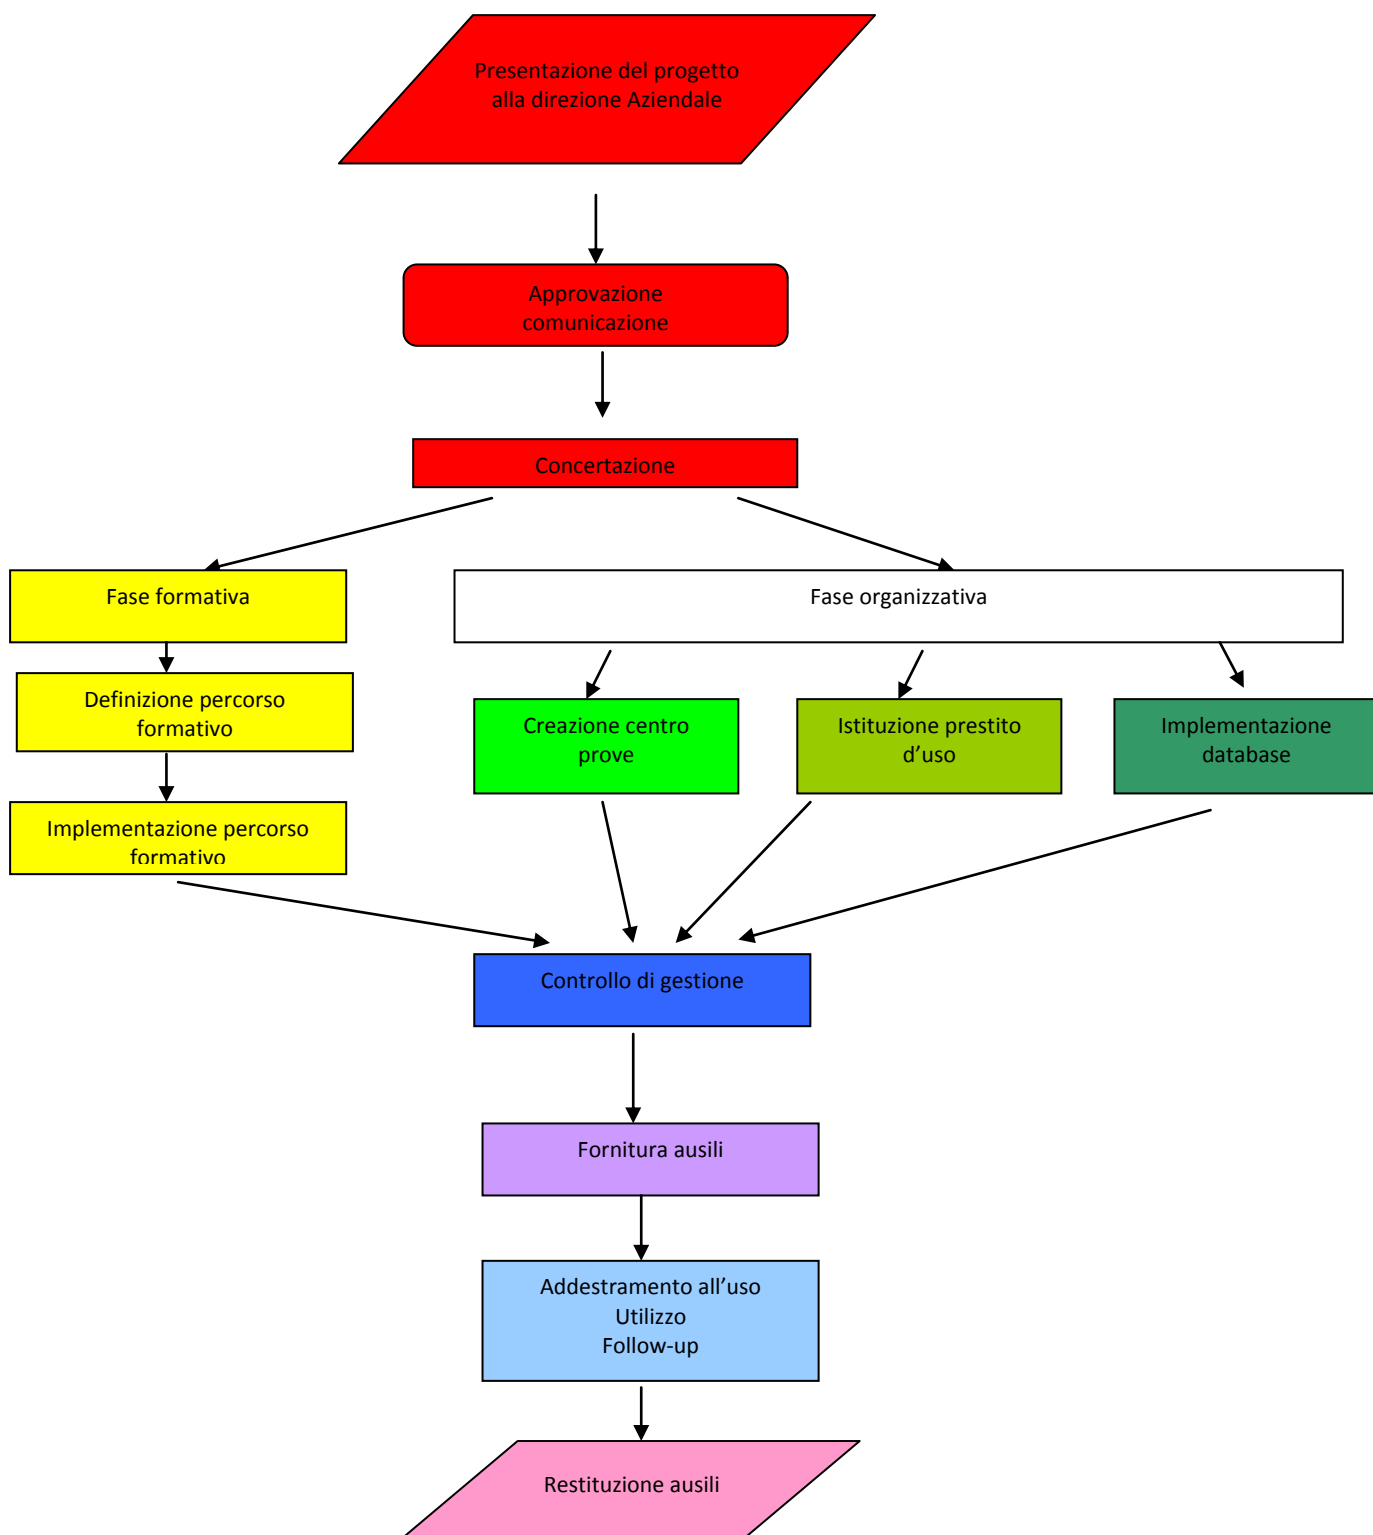 Presentazione del progetto
alla direzione Aziendale
Approvazione
comunicazione
Concertazione
Fase formativa
Fase organizzativa
Definizione percorso
formativo
Creazione centro
prove
Istituzione prestito
d’uso
Implementazione
database
Implementazione percorso
formativo
Controllo di gestione
Fornitura ausili
Addestramento all’uso
Utilizzo
Follow-up
Restituzione ausili